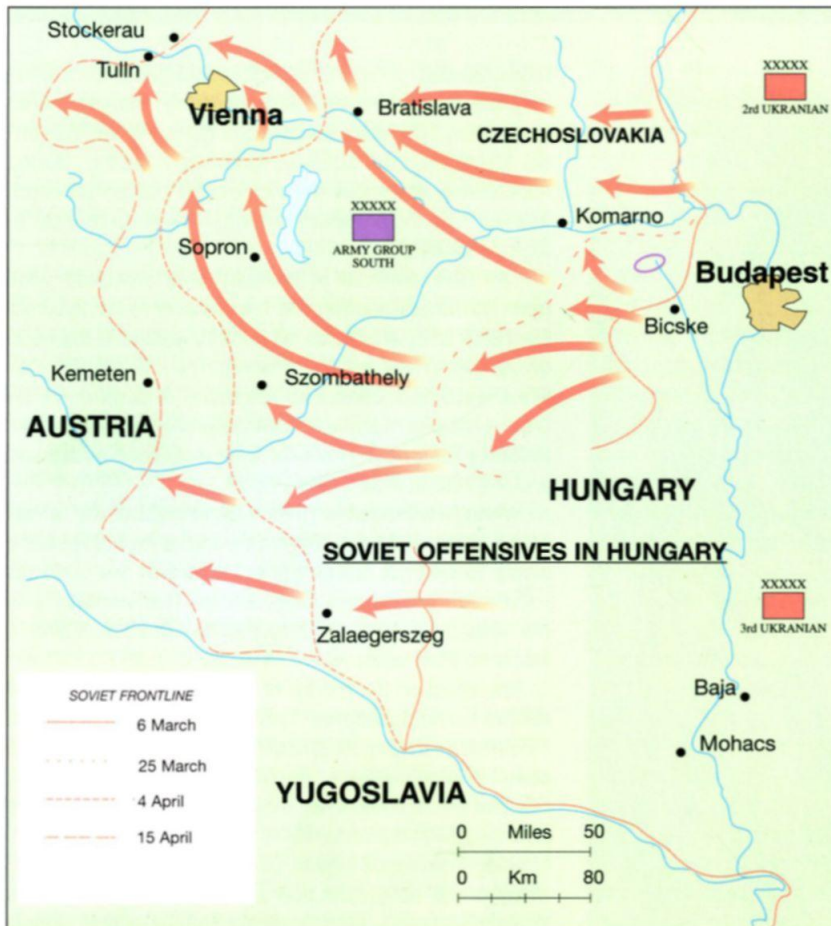 Stockerau
Tulln
Vienna
Bratislava
CZECHOSLOVAKIA
XXXXX
2nd UKRANIAN
XXXXX
ARMY GROUP
SOUTH
Komarno
Sopron
Budapest
Bicske
Kemeten
Szombathely
AUSTRIA
HUNGARY
SOVIET OFFENSIVES IN HUNGARY
XXXXX
3rd UKRANIAN
Zalaegerszeg
Baja
Mohacs
YUGOSLAVIA
SOVIET FRONTLINE
6 March
25 March
4 April
15 April
0 Miles 50
0 Km 80